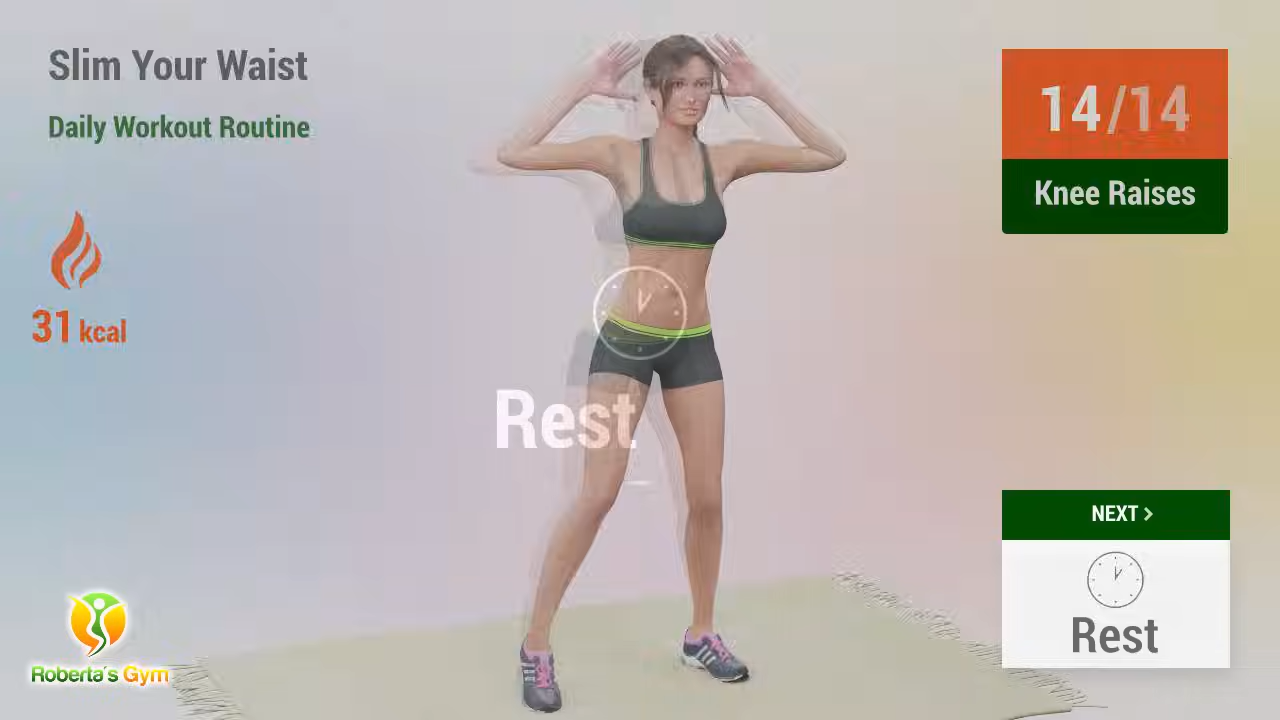 Slim Your Waist
Daily Workout Routine
31 kcal
14/14
Knee Raises
Rest
NEXT >
Rest
Roberta's Gym